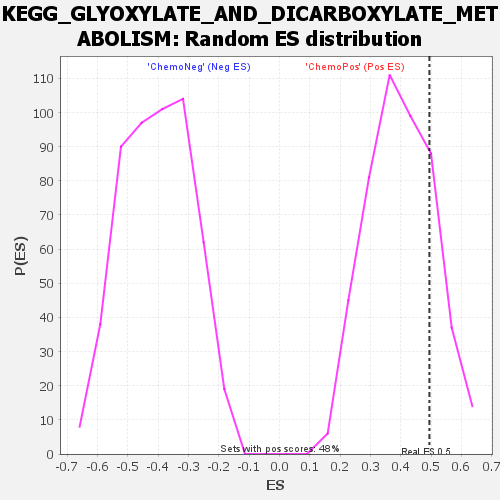 KEGG_GLYOXYLATE_AND_DICARBOXYLATE_MET
ABOLISM: Random ES distribution
'ChemoNeg' (Neg ES)
'ChemoPos' (Pos ES)
110
100
90
80
70
60
50
40
30
20
10
0
P(ES)
Sets with pos scores: 48%
Real ES 0.5
-0.7 -0.6 -0.5 -0.4 -0.3 -0.2 -0.1 0.0 0.1 0.2 0.3 0.4 0.5 0.6 0.7
ES